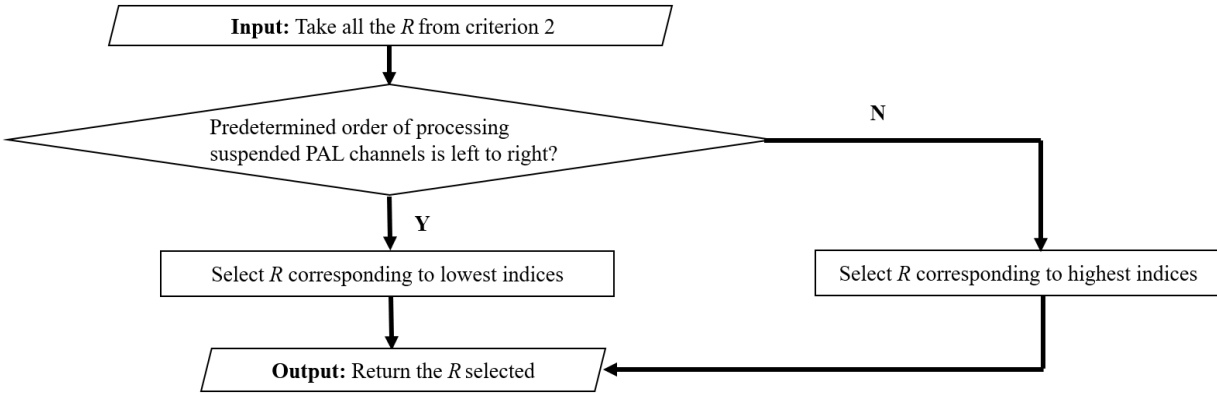 Input: Take all the R from criterion 2
Predetermined order of processing
suspended PAL channels is left to right?
N
Y
Select R corresponding to lowest indices
Select R corresponding to highest indices
Output: Return the R selected